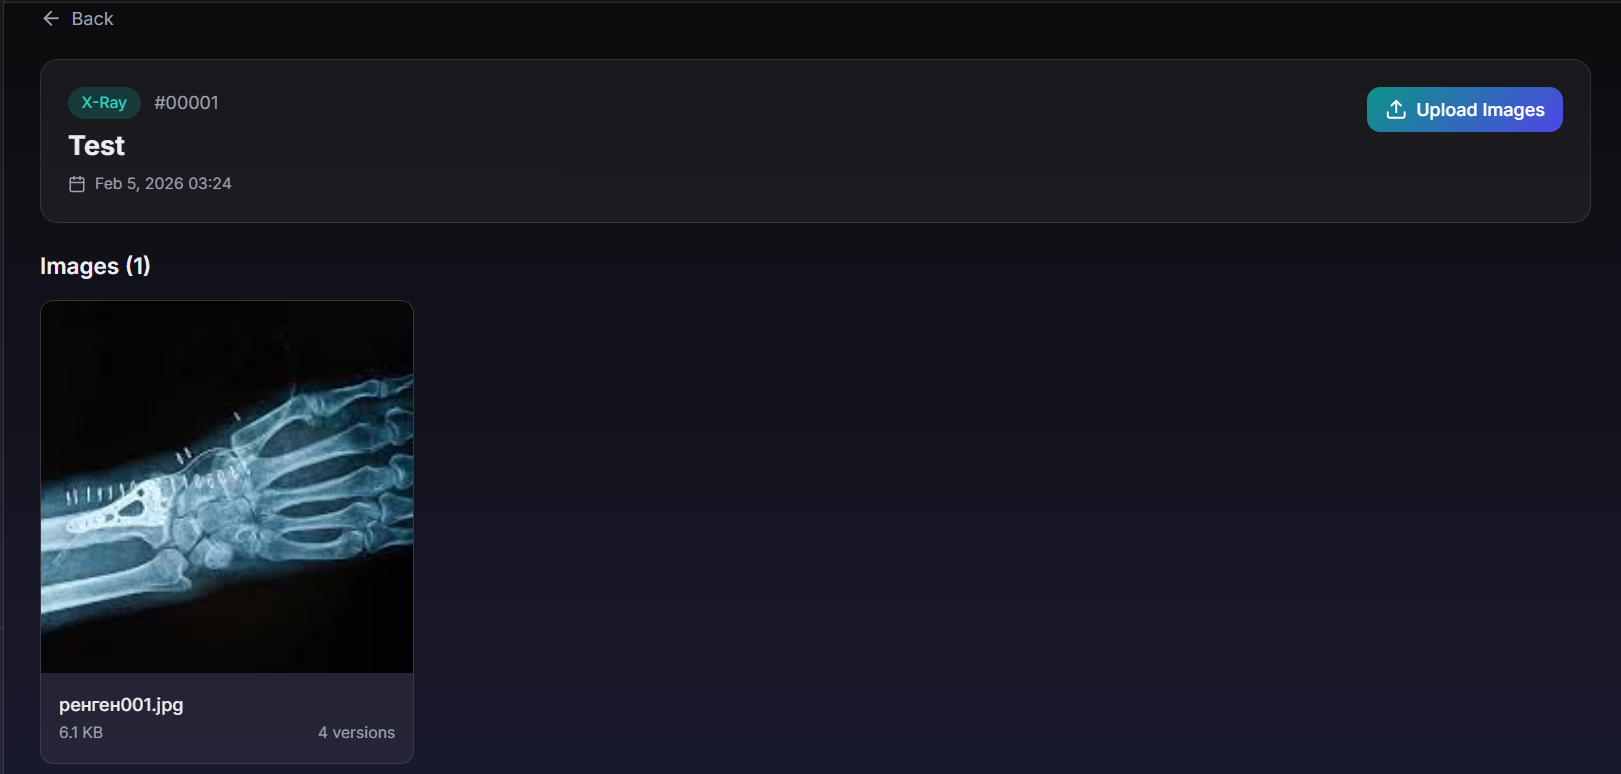 Back
X-Ray #00001
Upload Images
Test
Feb 5, 2026 03:24
Images (1)
ренген001.jpg
6.1 KB 4 versions